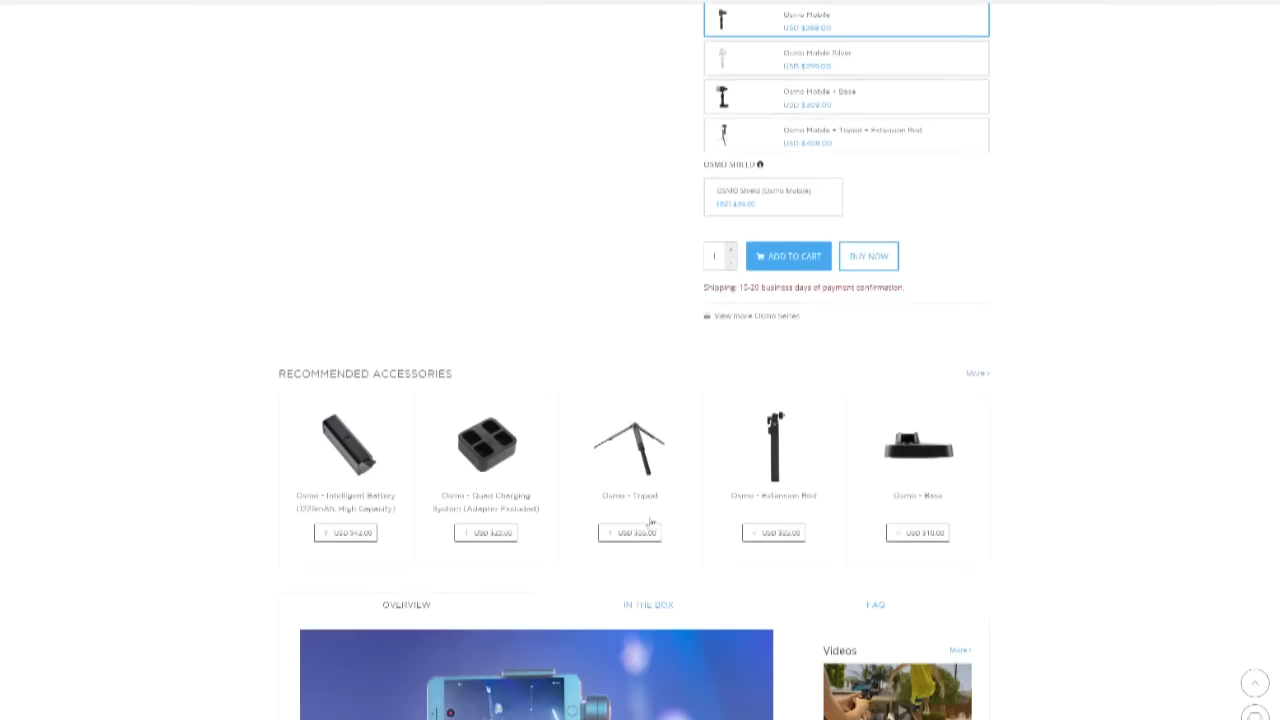 Osmo Mobile
Osmo Mobile Silver
Osmo Mobile + Base
Osmo Mobile + Tripod + Extension Rod
OSMO SHIELD
OSMO Shield (Osmo Mobile)
1
ADD TO CART
BUY NOW
Shipping: 15-20 business days of payment confirmation.
View more Osmo Series
RECOMMENDED ACCESSORIES
More >
Osmo - Intelligent Battery
High Capacity)
Osmo - Quad Charging
System (Adapter Excluded)
Osmo - Tripod
Osmo - Extension Rod
Osmo - Base
OVERVIEW
IN THE BOX
FAQ
Videos
More >